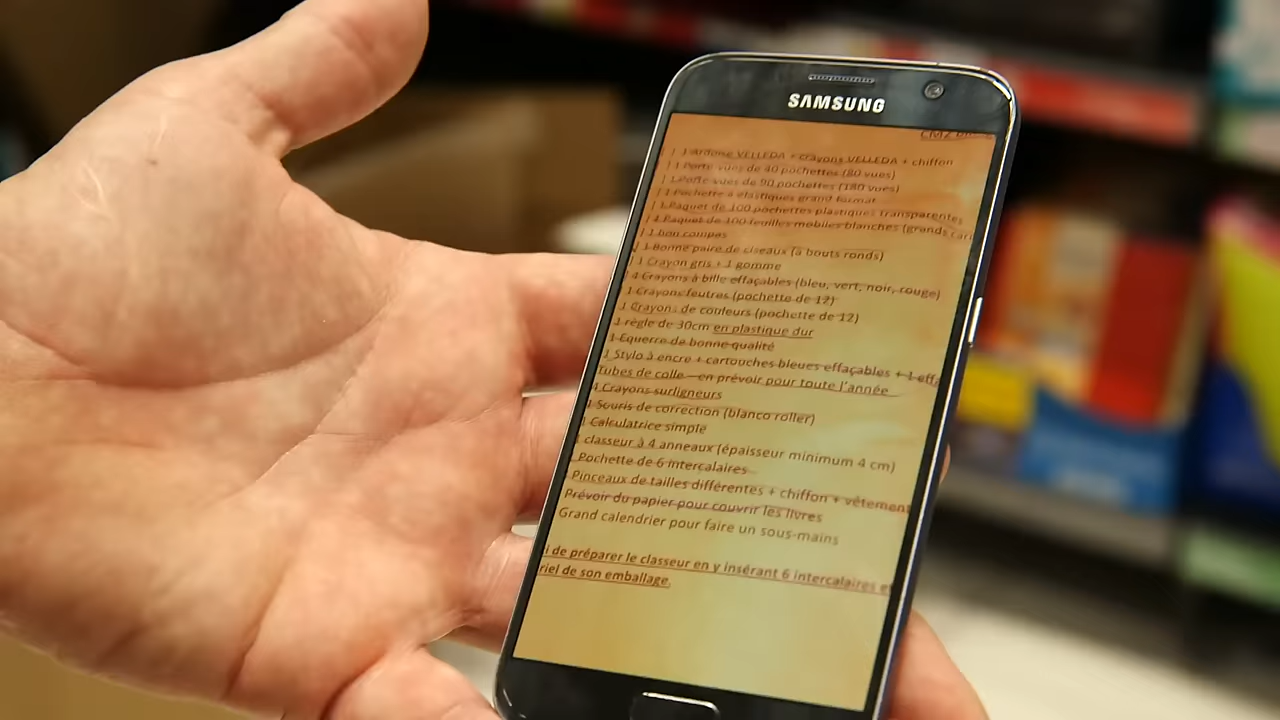 SAMSUNG
CM2
1 Ardoise VELLEDA + crayons VELLEDA + chiffon
1 Porte-vues de 40 pochettes (80 vues)
1 Porte-vues de 90 pochettes (180 vues)
1 Pochette à élastiques grand format
1 Paquet de 100 pochettes plastiques transparentes
1 Paquet de 100 feuilles mobiles blanches (grands
1 bon compas
1 Bonne paire de ciseaux (à bouts ronds)
1 Crayon gris + 1 gomme
4 Crayons à bille effaçables (bleu, vert, noir, rouge)
1 Crayons feutres (pochette de 12)
1 Crayons de couleurs (pochette de 12)
1 règle de 30cm en plastique dur
1 Equerre de bonne qualité
1 Stylo à encre + cartouches bleues effaçables + 1
Tubes de colle en prévoir pour toute l'année
4 Crayons surligneurs
1 Souris de correction (blanco roller)
1 Calculatrice simple
1 classeur à 4 anneaux (épaisseur minimum 4 cm)
Pochette de 6 intercalaires
Pinceaux de tailles différentes + chiffon + vêtement
Prévoir du papier pour couvrir les livres
Grand calendrier pour faire un sous-mains
de préparer le classeur en y insérant 6 intercalaires
riel de son emballage.